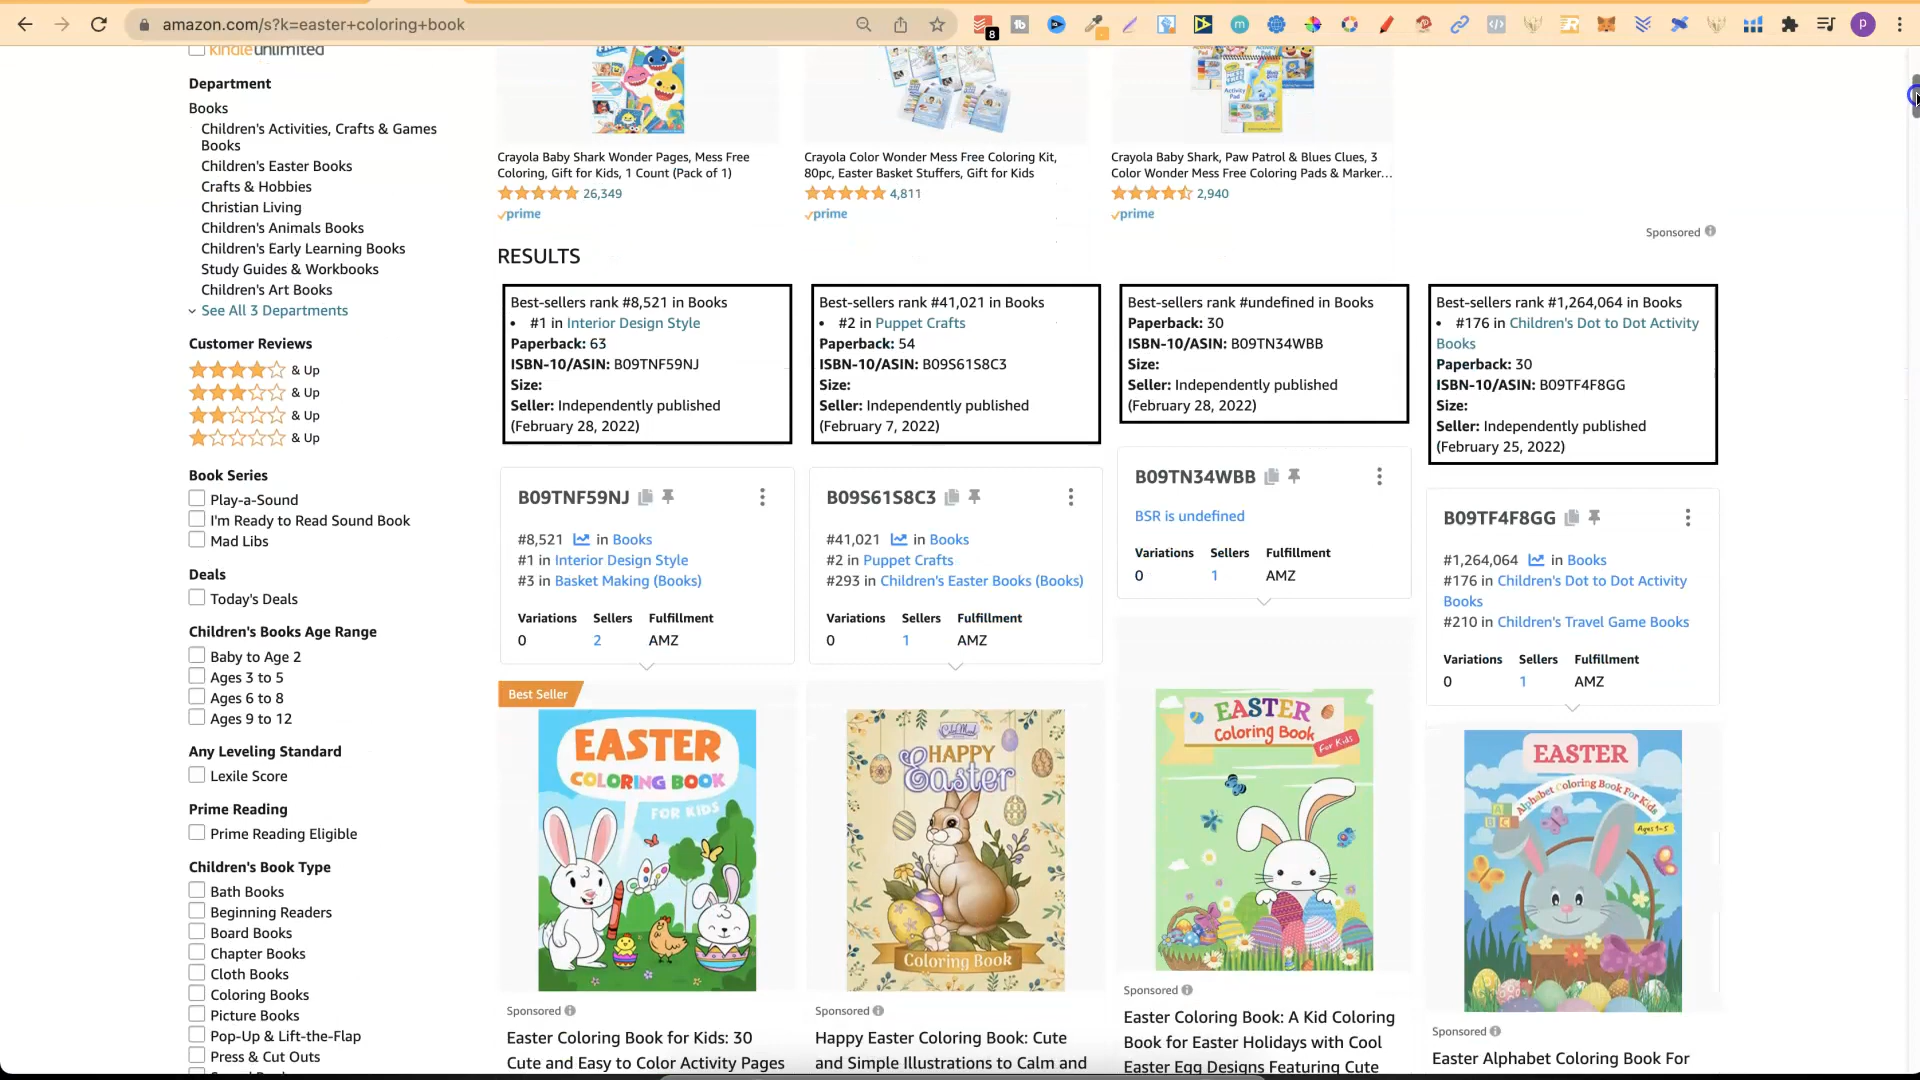 amazon.com/s?k=easter+coloring+book
8
P
kindleunlimited
Department
Books
Children's Activities, Crafts & Games
Books
Children's Easter Books
Crafts & Hobbies
Christian Living
Children's Animals Books
Children's Early Learning Books
Study Guides & Workbooks
Children's Art Books
See All 3 Departments
Customer Reviews
& Up
& Up
& Up
& Up
Book Series
Play-a-Sound
I'm Ready to Read Sound Book
Mad Libs
Deals
Today's Deals
Children's Books Age Range
Baby to Age 2
Ages 3 to 5
Ages 6 to 8
Ages 9 to 12
Any Leveling Standard
Lexile Score
Prime Reading
Prime Reading Eligible
Children's Book Type
Bath Books
Beginning Readers
Board Books
Chapter Books
Cloth Books
Coloring Books
Picture Books
Pop-Up & Lift-the-Flap
Press & Cut Outs
Crayola Baby Shark Wonder Pages, Mess Free
Coloring, Gift for Kids, 1 Count (Pack of 1)
26,349
prime
Crayola Color Wonder Mess Free Coloring Kit,
80pc, Easter Basket Stuffers, Gift for Kids
4,811
prime
Crayola Baby Shark, Paw Patrol & Blues Clues, 3
Color Wonder Mess Free Coloring Pads & Marker...
2,940
prime
Sponsored
RESULTS
Best-sellers rank #8,521 in Books
• #1 in Interior Design Style
Paperback: 63
ISBN-10/ASIN: B09TNF59NJ
Size:
Seller: Independently published
(February 28, 2022)
B09TNF59NJ
#8,521 in Books
#1 in Interior Design Style
#3 in Basket Making (Books)
Variations Sellers Fulfillment
0 2 AMZ
Best Seller
EASTER
COLORING BOOK
FOR KIDS
Sponsored
Easter Coloring Book for Kids: 30
Cute and Easy to Color Activity Pages
Best-sellers rank #41,021 in Books
• #2 in Puppet Crafts
Paperback: 54
ISBN-10/ASIN: B09S61S8C3
Size:
Seller: Independently published
(February 7, 2022)
B09S61S8C3
#41,021 in Books
#2 in Puppet Crafts
#293 in Children's Easter Books (Books)
Variations Sellers Fulfillment
0 1 AMZ
HAPPY
Easter
Coloring Book
Sponsored
Happy Easter Coloring Book: Cute
and Simple Illustrations to Calm and
Best-sellers rank #undefined in Books
Paperback: 30
ISBN-10/ASIN: B09TN34WBB
Size:
Seller: Independently published
(February 28, 2022)
B09TN34WBB
BSR is undefined
Variations Sellers Fulfillment
0 1 AMZ
EASTER
Coloring Book
For Kids
Sponsored
Easter Coloring Book: A Kid Coloring
Book for Easter Holidays with Cool
Easter Egg Designs Featuring Cute
Best-sellers rank #1,264,064 in Books
• #176 in Children's Dot to Dot Activity
Books
Paperback: 30
ISBN-10/ASIN: B09TF4F8GG
Size:
Seller: Independently published
(February 25, 2022)
B09TF4F8GG
#1,264,064 in Books
#176 in Children's Dot to Dot Activity
Books
#210 in Children's Travel Game Books
Variations Sellers Fulfillment
0 1 AMZ
EASTER
Alphabet Coloring Book For Kids
Ages 1-5
Sponsored
Easter Alphabet Coloring Book For